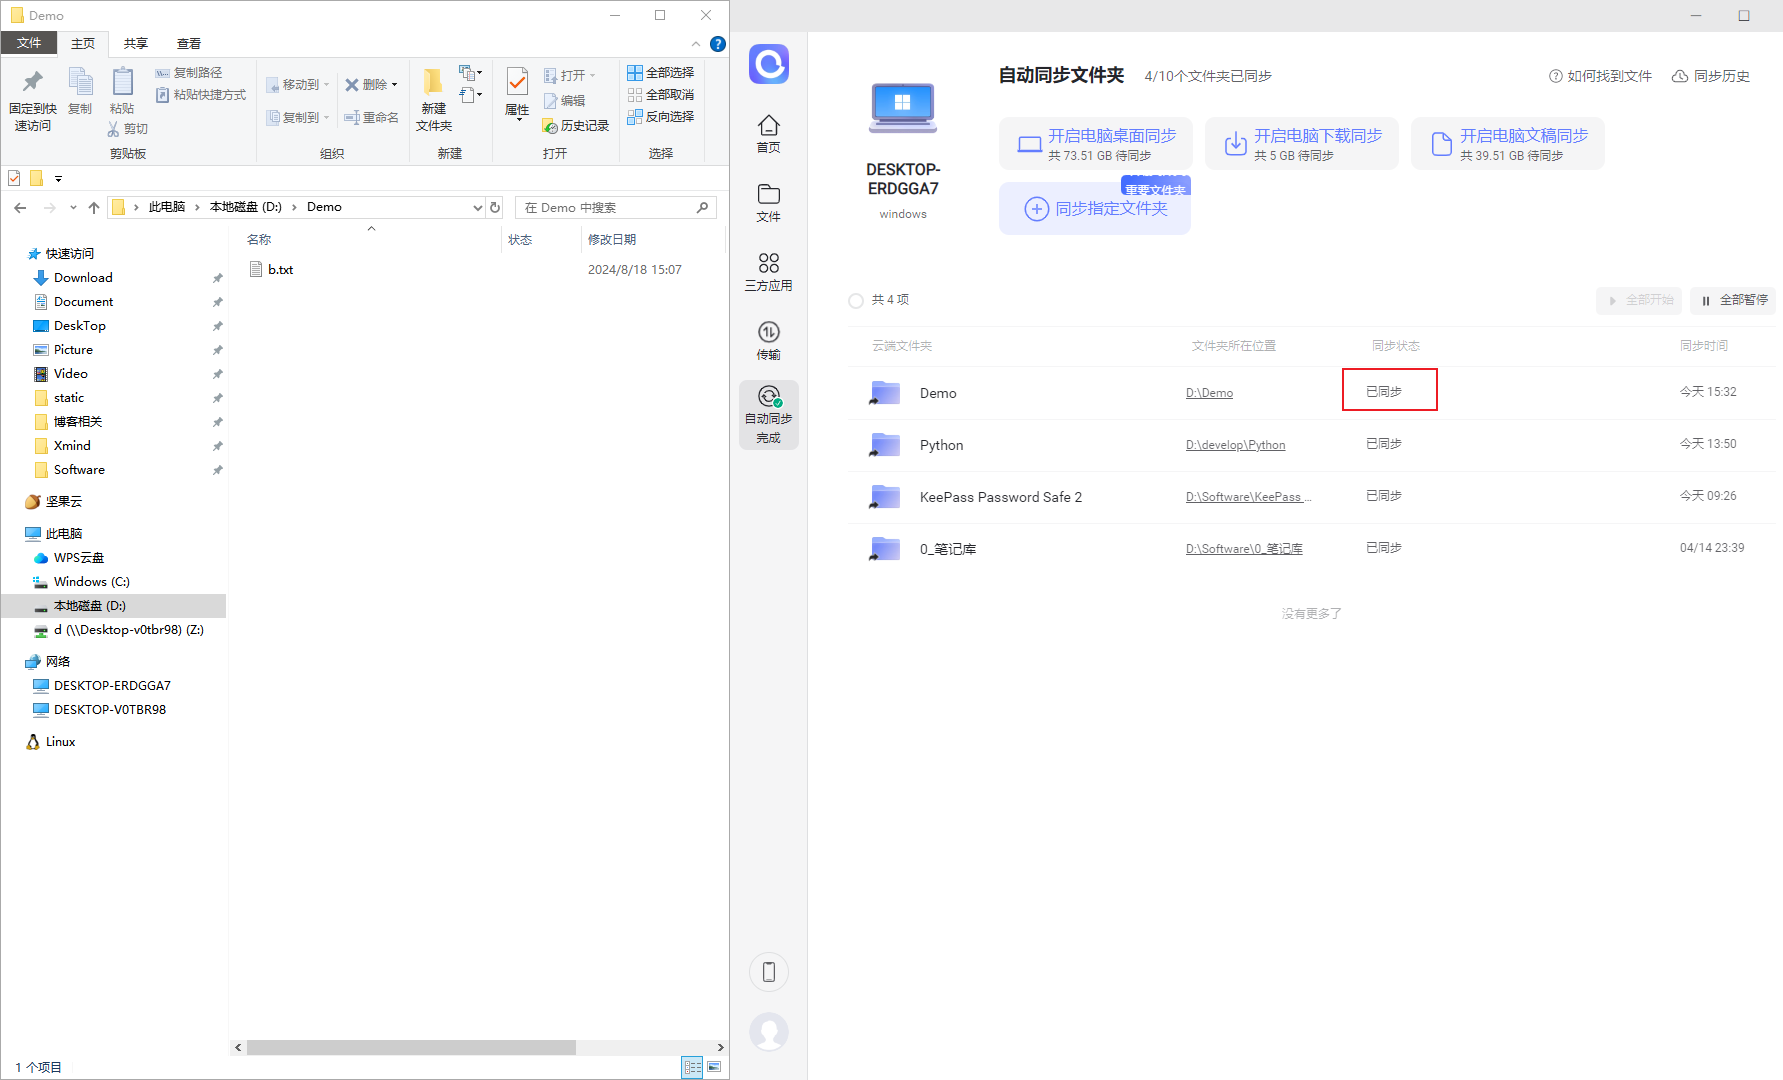 Demo
文件
主页
共享
查看
固定到快
速访问
复制
粘贴
复制路径
粘贴快捷方式
剪切
剪贴板
移动到
复制到
删除
重命名
组织
新建
文件夹
新建
属性
打开
编辑
历史记录
打开
全部选择
全部取消
反向选择
选择
此电脑
本地磁盘 (D:)
Demo
在 Demo 中搜索
名称
状态
修改日期
b.txt
2024/8/18 15:07
快速访问
Download
Document
DeskTop
Picture
Video
static
博客相关
Xmind
Software
坚果云
此电脑
WPS云盘
Windows (C:)
本地磁盘 (D:)
d (\\Desktop-v0tbr98) (Z:)
网络
DESKTOP-ERDGGA7
DESKTOP-V0TBR98
Linux
1 个项目
首页
文件
三方应用
传输
自动同步
完成
DESKTOP-
ERDGGA7
windows
自动同步文件夹
4/10个文件夹已同步
如何找到文件
同步历史
开启电脑桌面同步
共 73.51 GB 待同步
开启电脑下载同步
共 5 GB 待同步
开启电脑文稿同步
共 39.51 GB 待同步
重要文件夹
同步指定文件夹
共 4 项
全部开始
全部暂停
云端文件夹
文件夹所在位置
同步状态
同步时间
Demo
D:\Demo
已同步
今天 15:32
Python
D:\develop\Python
已同步
今天 13:50
KeePass Password Safe 2
D:\Software\KeePass ...
已同步
今天 09:26
0_笔记库
D:\Software\0_笔记库
已同步
04/14 23:39
没有更多了